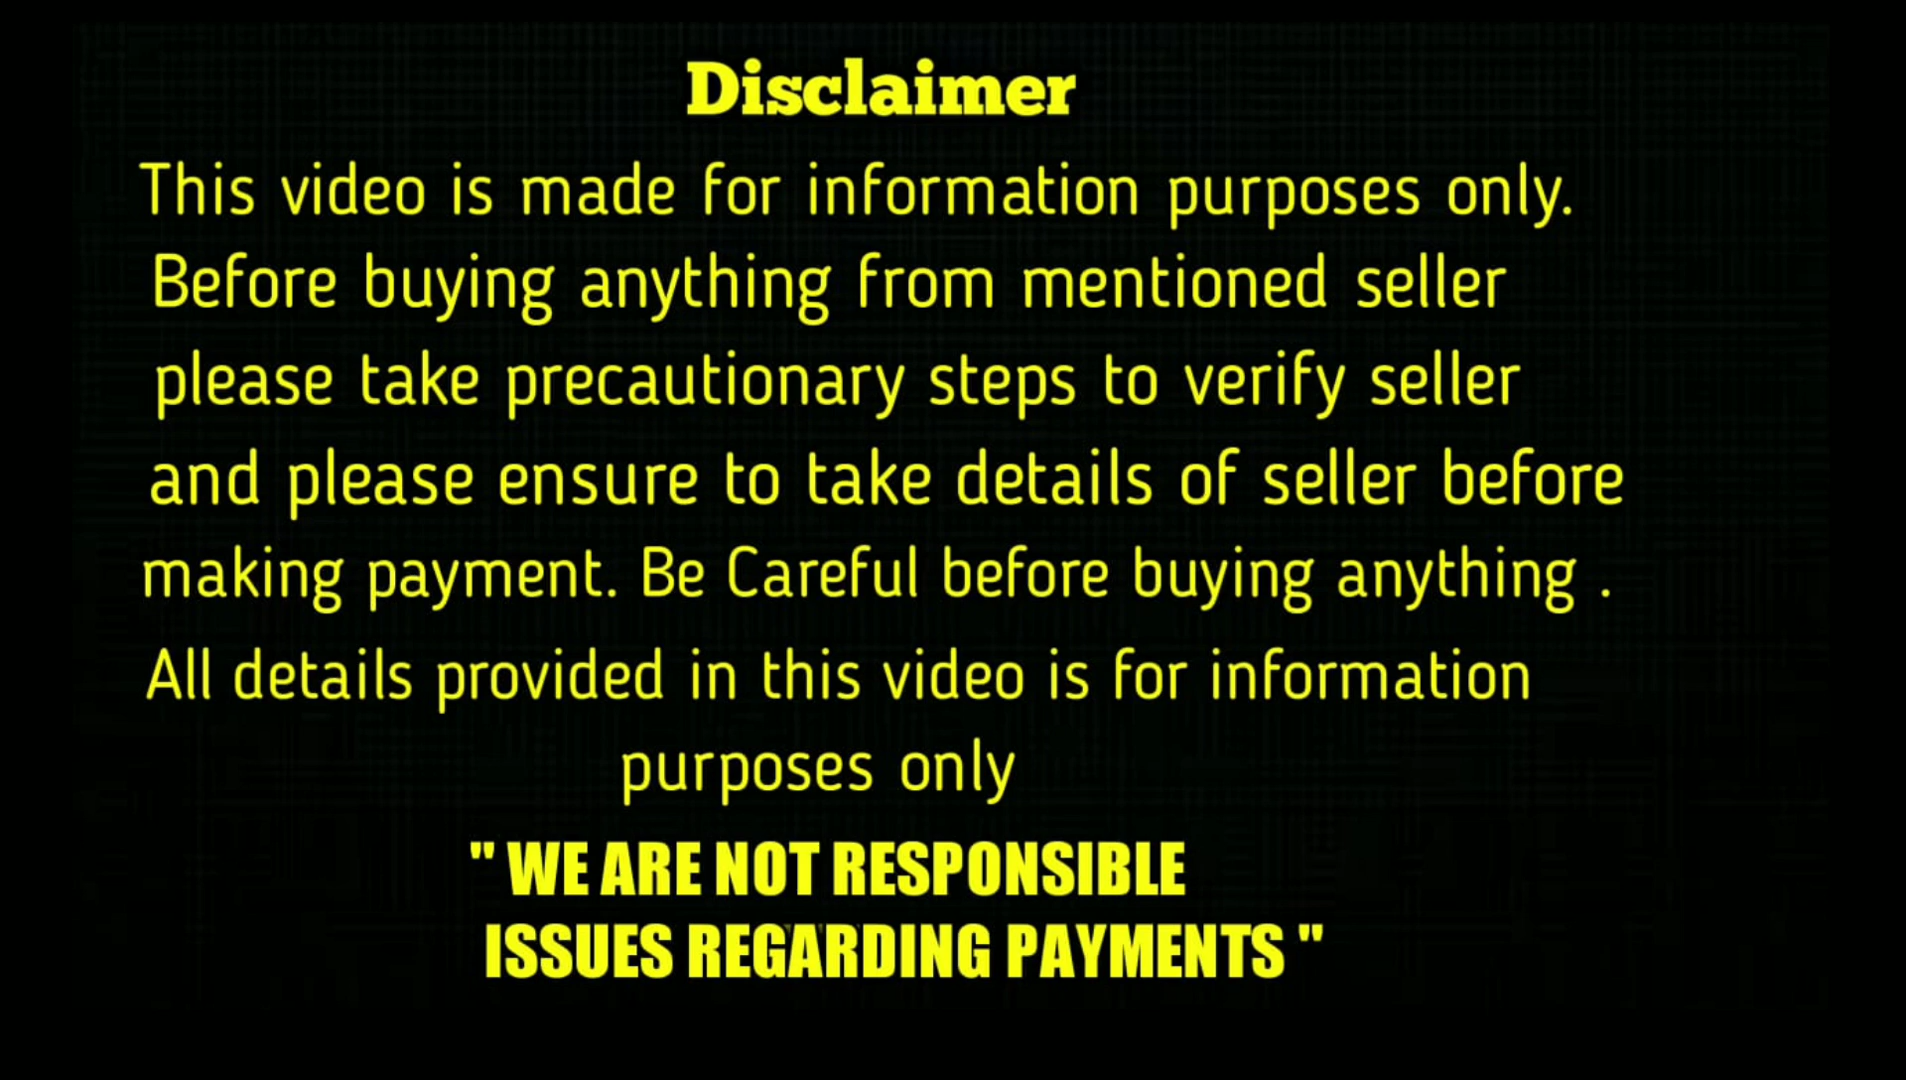 Disclaimer
This video is made for information purposes only.
Before buying anything from mentioned seller
please take precautionary steps to verify seller
and please ensure to take details of seller before
making payment. Be Careful before buying anything .
All details provided in this video is for information
purposes only
" WE ARE NOT RESPONSIBLE
ISSUES REGARDING PAYMENTS "